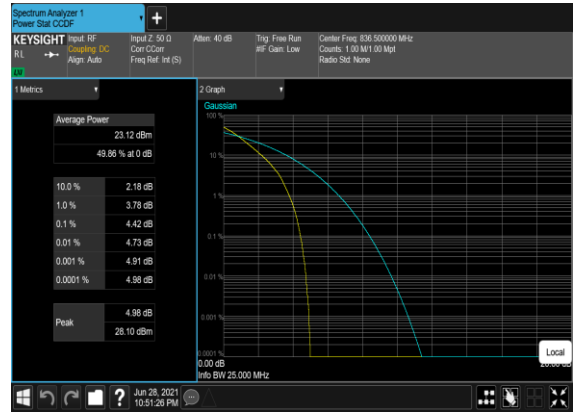 Spectrum Analyzer 1
Power Stat CCDF
+
KEYSIGHT
Input: RF
Coupling: DC
Align: Auto
Input Z: 50 Ω
Corr CCorr
Freq Ref: Int (S)
Atten: 40 dB
Trig: Free Run
#IF Gain: Low
Center Freq: 836.500000 MHz
Counts: 1.00 M/1.00 Mpt
Radio Std: None
RL
LW
1 Metrics
Average Power
23.12 dBm
49.86 % at 0 dB
10.0 % 2.18 dB
1.0 % 3.78 dB
0.1 % 4.42 dB
0.01 % 4.73 dB
0.001 % 4.91 dB
0.0001 % 4.98 dB
Peak
4.98 dB
28.10 dBm
2 Graph
Gaussian
100 %
10 %
1 %
0.1 %
0.01 %
0.001 %
0.0001 %
0.00 dB
Info BW 25.000 MHz
Local
Jun 28, 2021
10:51:26 PM
?